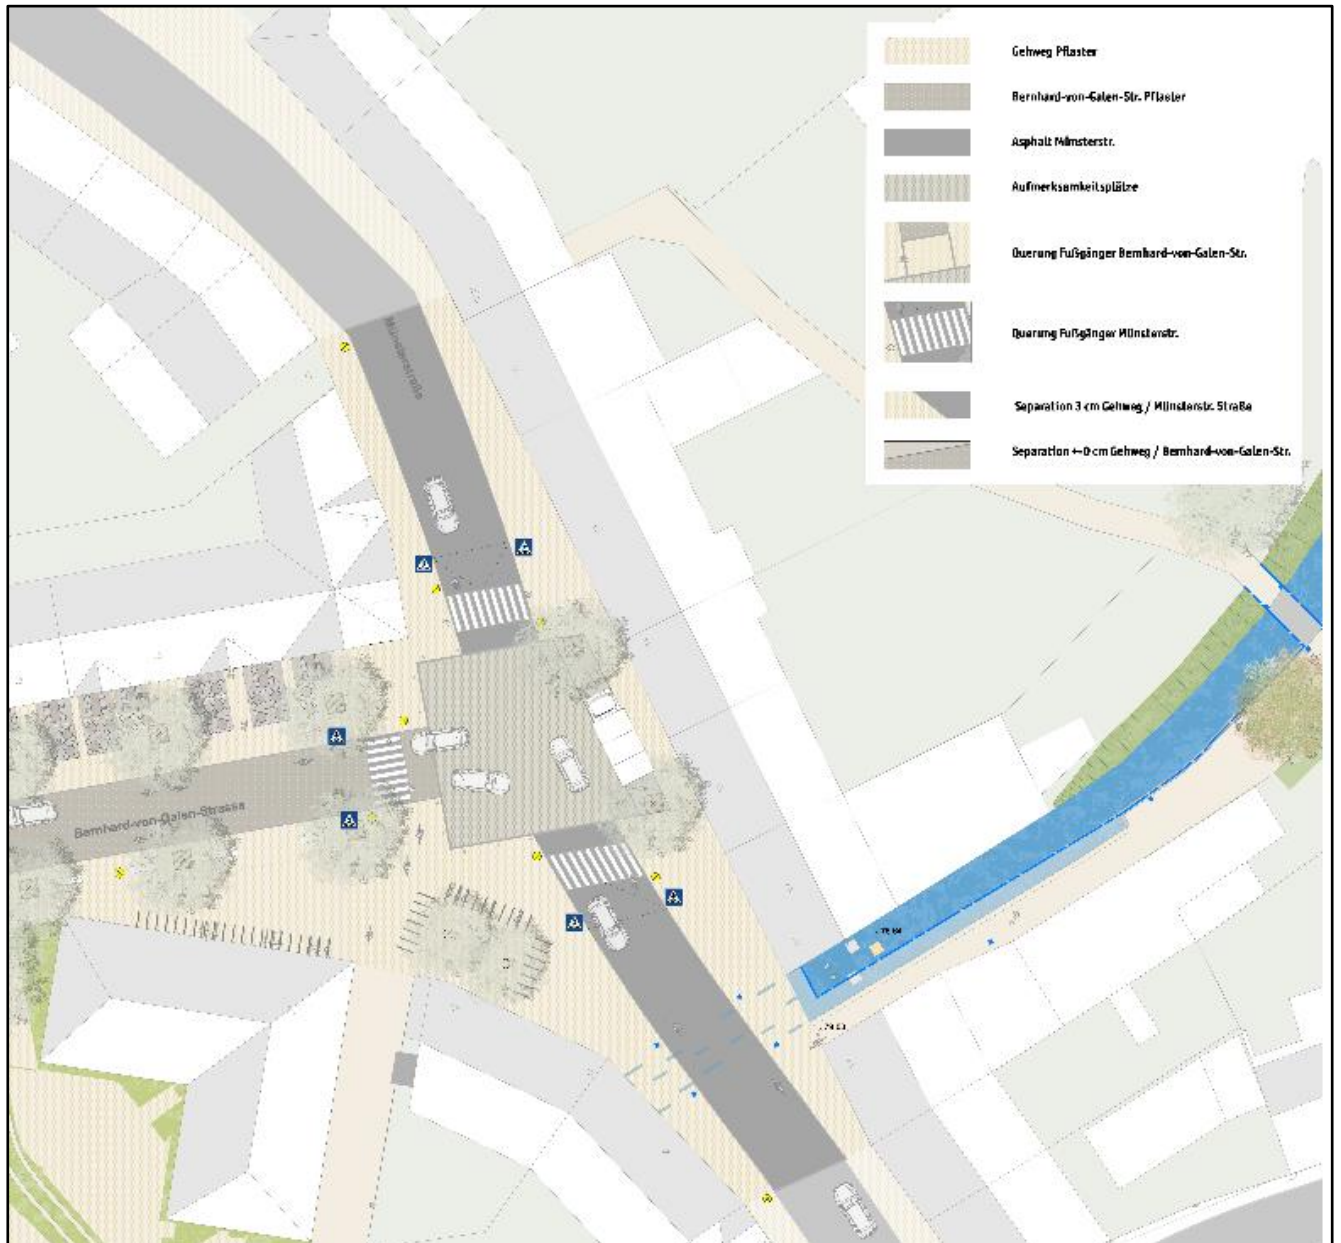 Gehweg Pflaster
Bernhard-von-Galen-Str. Pflaster
Asphalt Münsterstr.
Aufmerksamkeitsplätze
Querung Fußgänger Bernhard-von-Galen-Str.
Querung Fußgänger Münsterstr.
Separation 3 cm Gehweg / Münsterstr. Straße
Separation +-0 cm Gehweg / Bernhard-von-Galen-Str.
Münsterstraße
Bernhard-von-Galen-Strasse